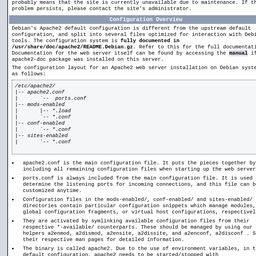 problem means that the site is currently unavailable due to maintenance. If the
problem persists, please contact the site's administrator.
Configuration Overview
Debian's Apache2 default configuration is different from the upstream default
configuration, and split into several files optimized for interaction with Debi
tools. The configuration system is fully documented in
/usr/share/doc/apache2/README.Debian.gz. Refer to this for the full documentati
Documentation for the web server itself can be found by accessing the manual if
apache2-doc package was installed on this server.
The configuration layout for an Apache2 web server installation on Debian syste
as follows:
/etc/apache2/
|-- apache2.conf
|       `-- ports.conf
|-- mods-enabled
|       |-- *.load
|       `-- *.conf
|-- conf-enabled
|       `-- *.conf
|-- sites-enabled
|       `-- *.conf
• apache2.conf is the main configuration file. It puts the pieces together by
including all remaining configuration files when starting up the web server
• ports.conf is always included from the main configuration file. It is used
determine the listening ports for incoming connections, and this file can be
customized anytime.
• Configuration files in the mods-enabled/, conf-enabled/ and sites-enabled/
directories contain particular configuration snippets which manage modules,
global configuration fragments, or virtual host configurations, respectivel
• They are activated by symlinking available configuration files from their
respective *-available/ counterparts. These should be managed by using our
helpers a2enmod, a2dismod, a2ensite, a2dissite, and a2enconf, a2disconf . S
their respective man pages for detailed information.
• The binary is called apache2. Due to the use of environment variables, in t
default configuration, apache2 needs to be started/stopped with